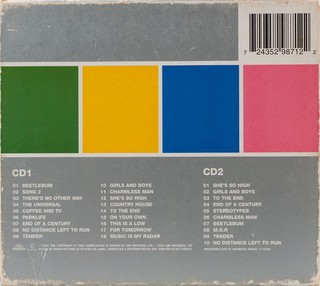 7 24352 98712 2
CD1
01 BEETLEBUM
02 SONG 2
03 THERE'S NO OTHER WAY
04 THE UNIVERSAL
05 COFFEE AND TV
06 PARKLIFE
07 END OF A CENTURY
08 NO DISTANCE LEFT TO RUN
09 TENDER
10 GIRLS AND BOYS
11 CHARMLESS MAN
12 SHE'S SO HIGH
13 COUNTRY HOUSE
14 TO THE END
15 ON YOUR OWN
16 THIS IS A LOW
17 FOR TOMORROW
18 MUSIC IS MY RADAR
CD2
01 SHE'S SO HIGH
02 GIRLS AND BOYS
03 TO THE END
04 END OF A CENTURY
05 STEREOTYPES
06 CHARMLESS MAN
07 BEETLEBUM
08 M.O.R
09 TENDER
10 NO DISTANCE LEFT TO RUN